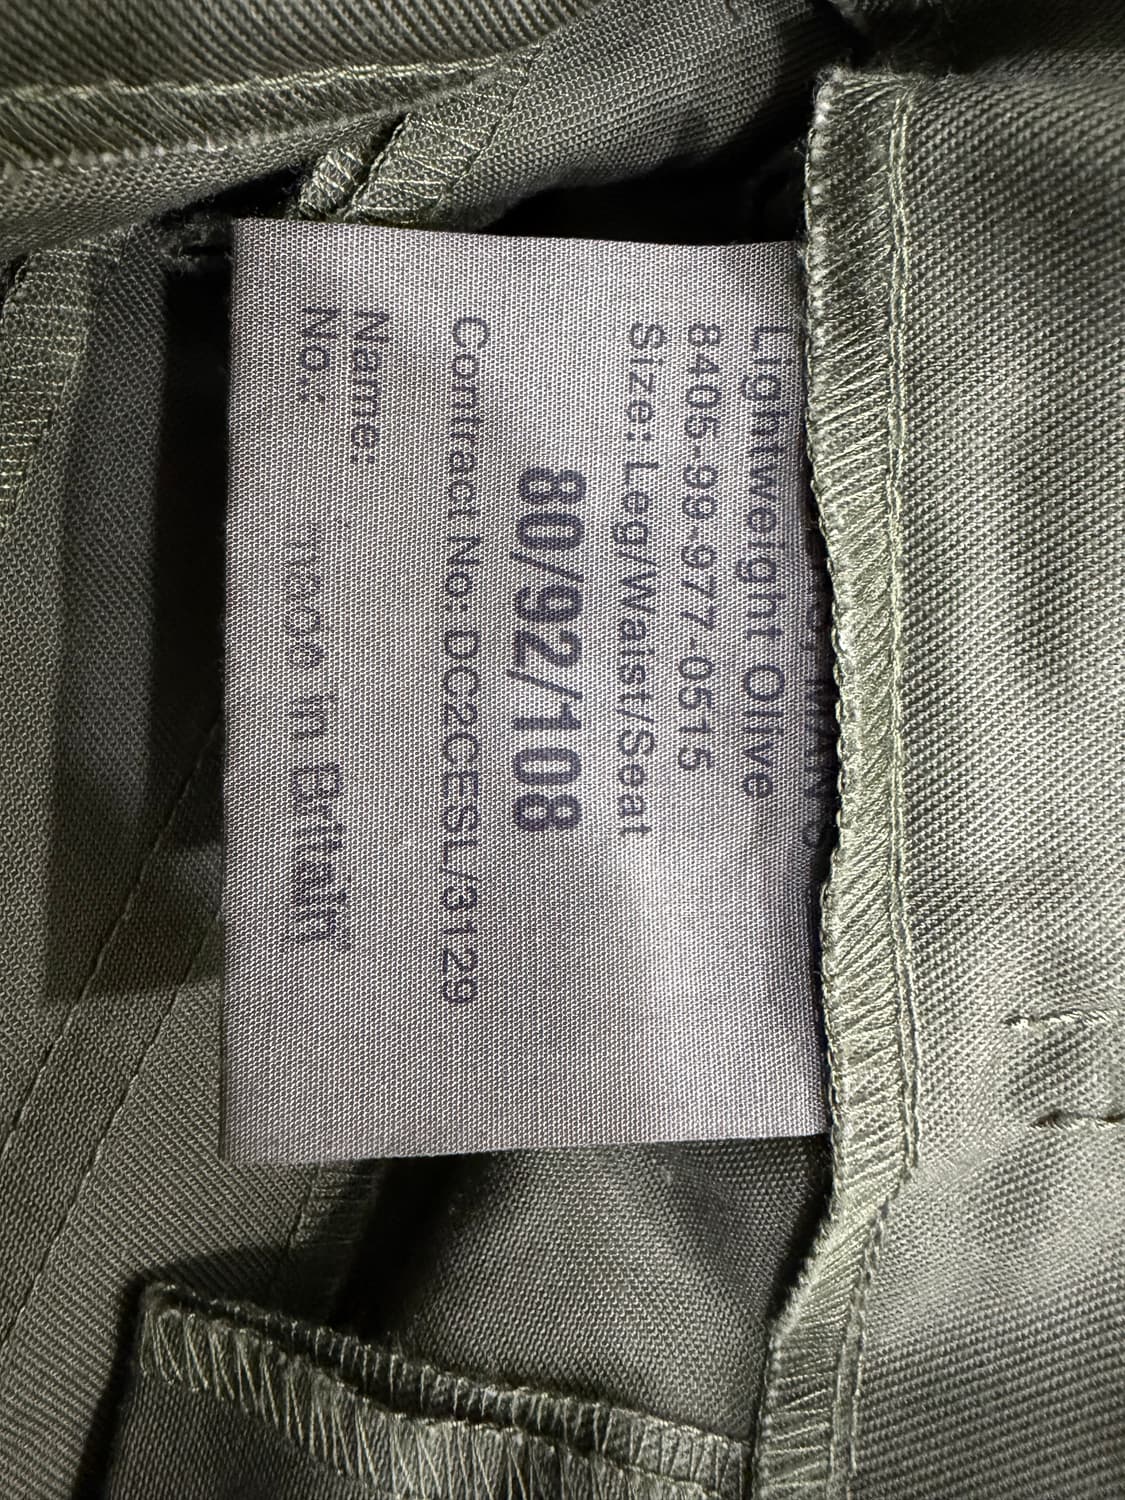 Lightweight Olive
8405-99-977-0515
Size: Leg/Waist/Seat
80/92/108
Contract No: DC2CESL/3129
Name:
No.:
Made in Britain